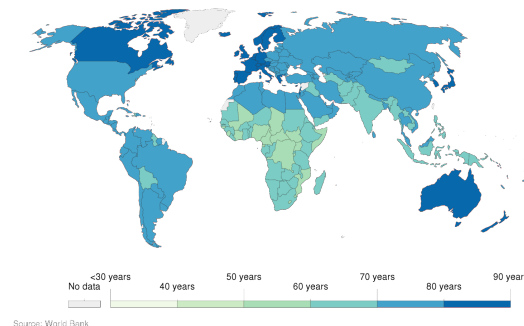 <30 years 50 years 70 years 90 year
No data 40 years 60 years 80 years
Source: World Bank